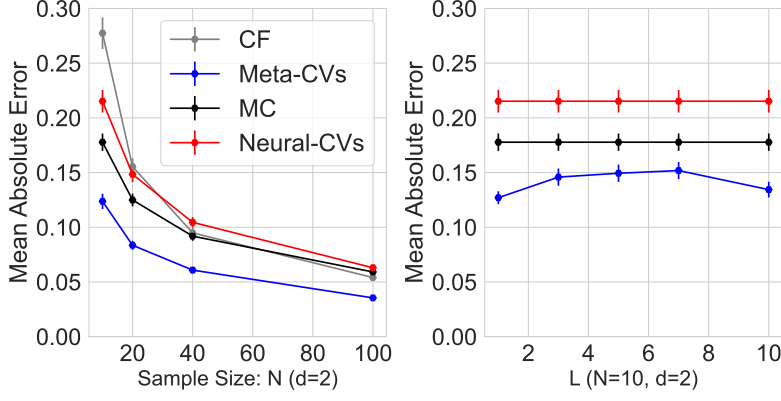 Mean Absolute Error
0.30
0.25
0.20
0.15
0.10
0.05
0.00
CF
Meta-CVs
MC
Neural-CVs
20 40 60 80 100
Sample Size: N (d=2)
Mean Absolute Error
0.30
0.25
0.20
0.15
0.10
0.05
0.00
2 4 6 8 10
L (N=10, d=2)